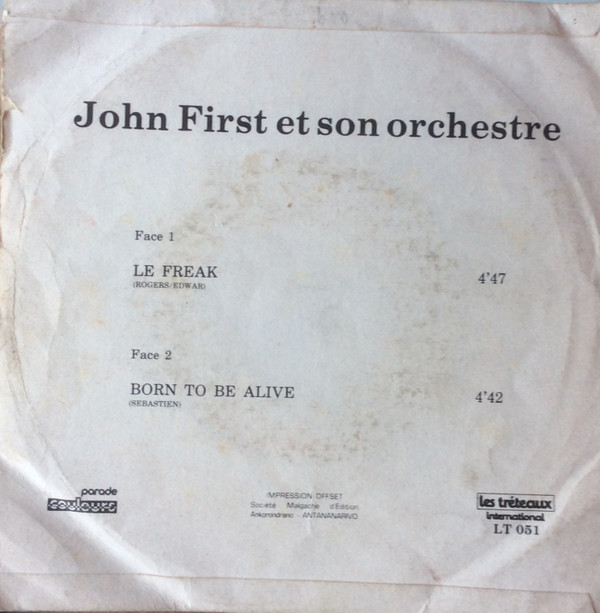 John First et son orchestre
Face 1
LE FREAK 4'47
(ROGERS/EDWAR)
Face 2
BORN TO BE ALIVE 4'42
(SEBASTIEN)
parade
couleurs
IMPRESSION OFFSET
Société Malgache d'Edition
Ankorondrano - ANTANANARIVO
les tréteaux
international
LT 051